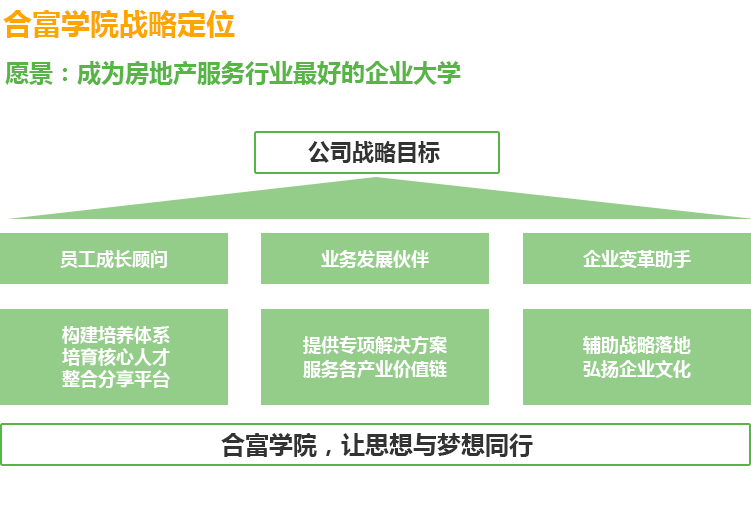 合富学院战略定位
愿景：成为房地产服务行业最好的企业大学
公司战略目标
员工成长顾问
业务发展伙伴
企业变革助手
构建培养体系
培育核心人才
整合分享平台
提供专项解决方案
服务各产业价值链
辅助战略落地
弘扬企业文化
合富学院，让思想与梦想同行